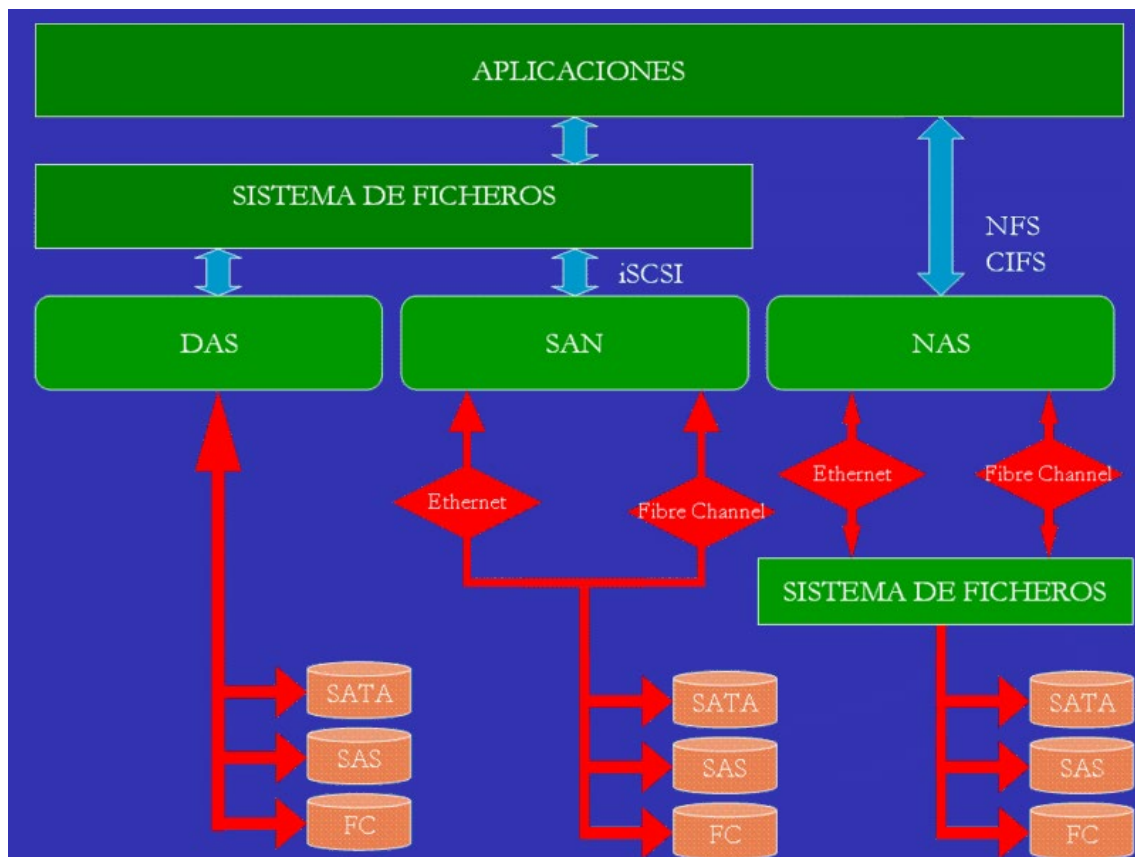 APLICACIONES
SISTEMA DE FICHEROS
NFS
CIFS
iSCSI
DAS
SAN
NAS
Ethernet
Fibre Channel
Ethernet
Fibre Channel
SISTEMA DE FICHEROS
SATA
SAS
FC
SATA
SAS
FC
SATA
SAS
FC